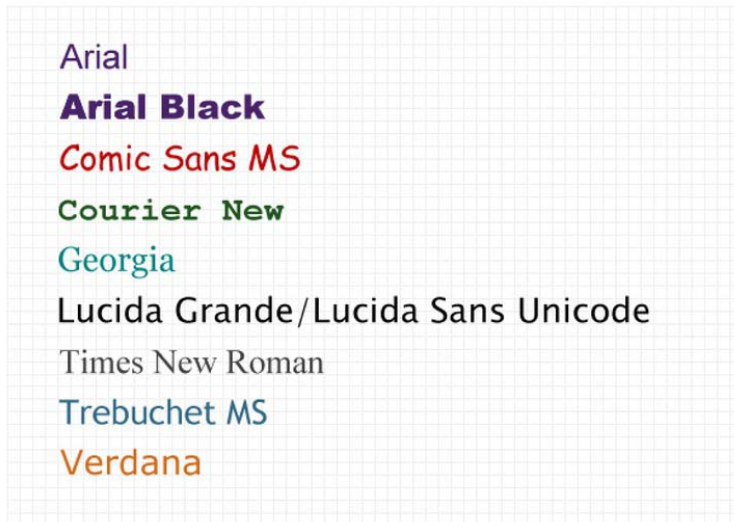 Arial
Arial Black
Comic Sans MS
Courier New
Georgia
Lucida Grande/Lucida Sans Unicode
Times New Roman
Trebuchet MS
Verdana